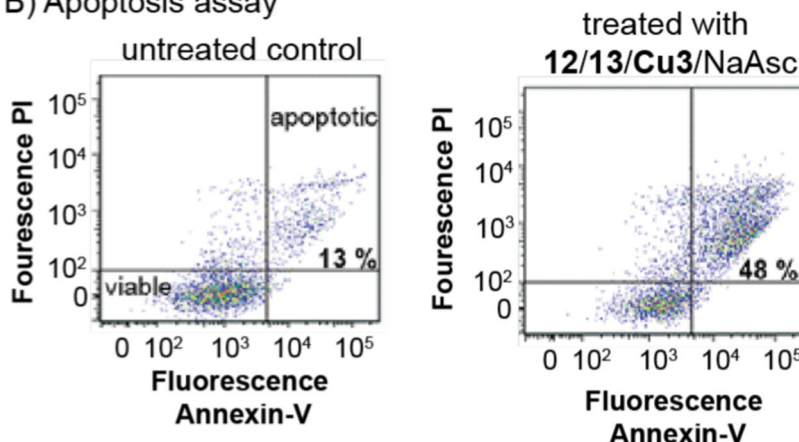 B) Apoptosis assay
untreated control
treated with
12/13/Cu3/NaAsc
Fourescence PI
10⁵
10⁴
10³
10²
0
apoptotic
13 %
viable
0 10² 10³ 10⁴ 10⁵
Fluorescence
Annexin-V
Fourescence PI
10⁵
10⁴
10³
10²
0
48 %
0 10² 10³ 10⁴ 10⁵
Fluorescence
Annexin-V